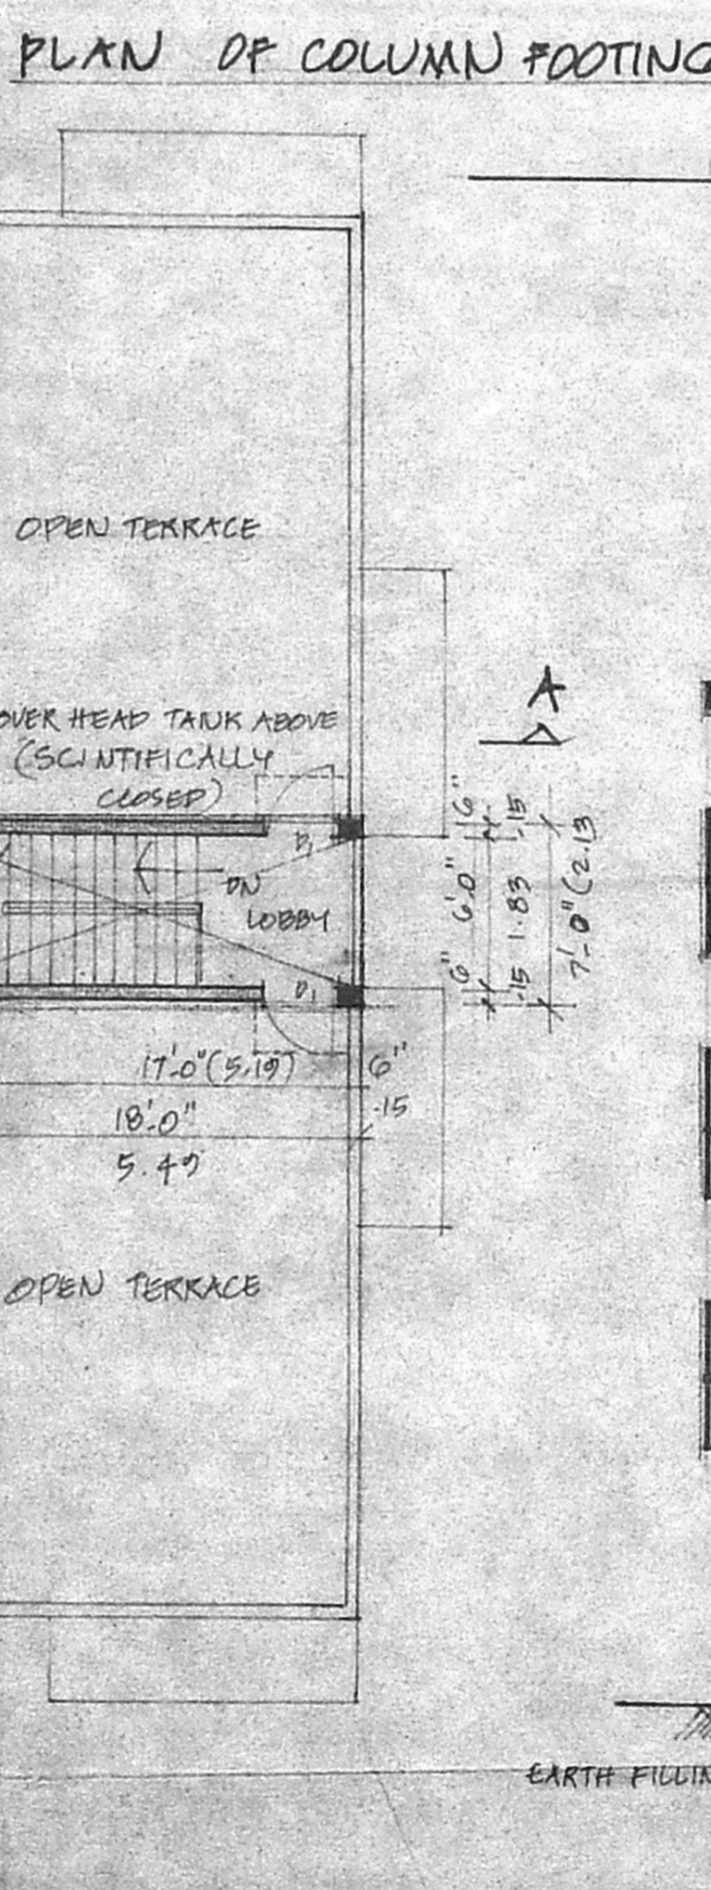 PLAN OF COLUMN FOOTING
OPEN TERRACE
A
OVER HEAD TANK ABOVE
(SCINTIFICALLY
CLOSED)
6" .15
D1
6'.0" 1.83 7'-0" (2.13
DN
LOBBY
6" .15
D1
17'.0" (5.19) 6"
18'.0" .15
5.49
OPEN TERRACE
EARTH FILLIN